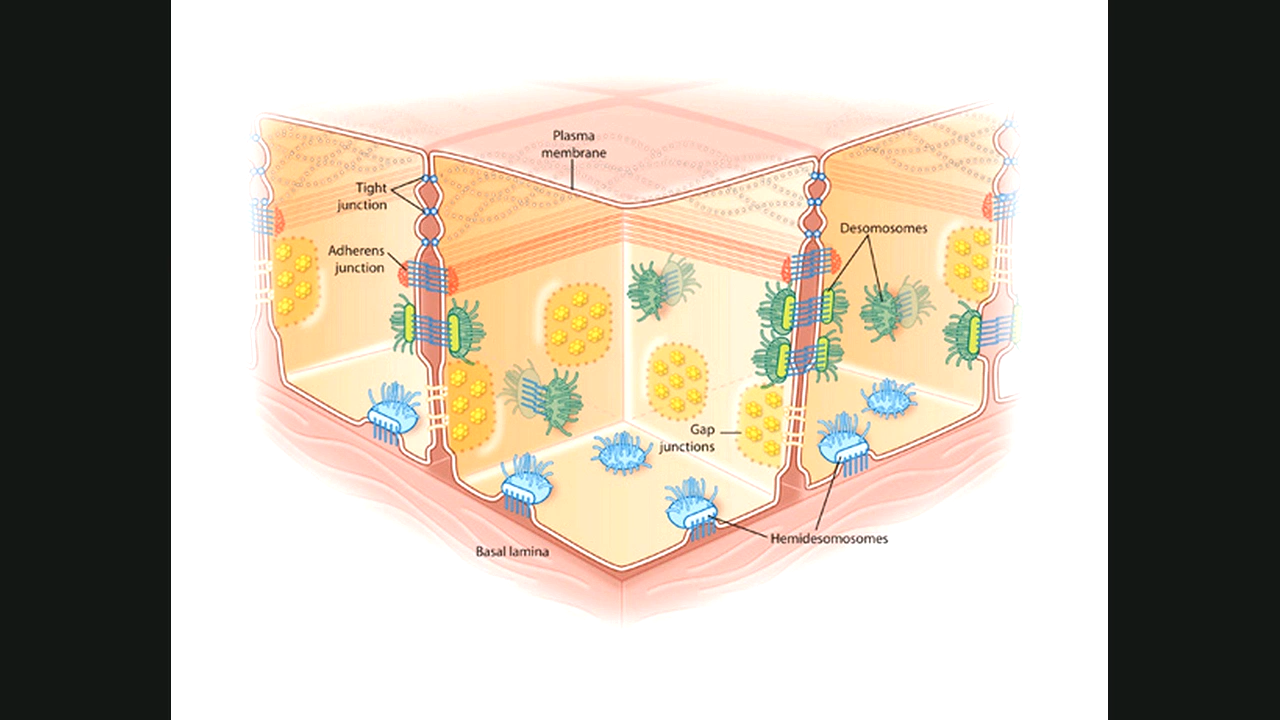 Plasma
membrane
Tight
junction
Adherens
junction
Desomosomes
Gap
junctions
Hemidesomosomes
Basal lamina